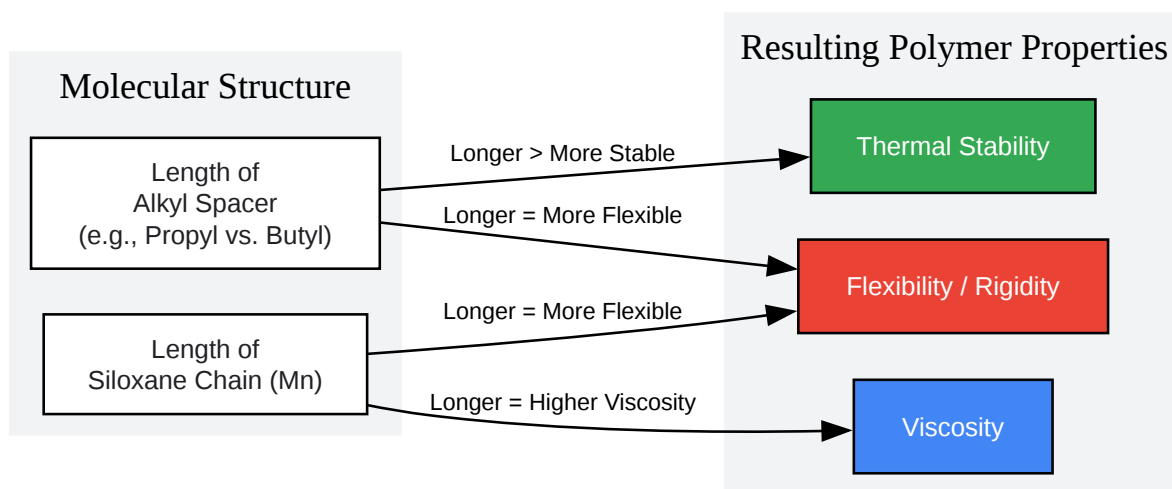 Molecular Structure
Length of
Alkyl Spacer
(e.g., Propyl vs. Butyl)
Length of
Siloxane Chain (Mn)
Longer > More Stable
Longer = More Flexible
Longer = More Flexible
Longer = Higher Viscosity
Resulting Polymer Properties
Thermal Stability
Flexibility / Rigidity
Viscosity